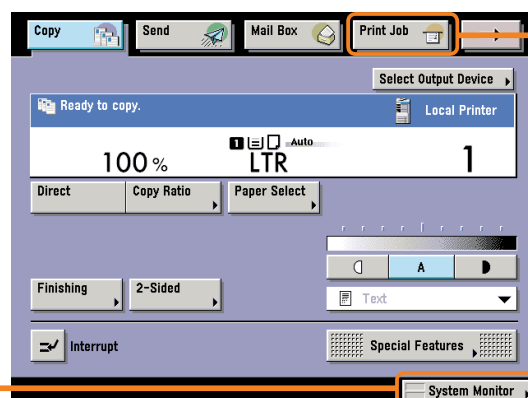 Copy Send Mail Box Print Job
Select Output Device
Ready to copy. Local Printer
1 Auto
100 % LTR 1
Direct Copy Ratio Paper Select
A
Finishing 2-Sided Text
Interrupt Special Features
System Monitor